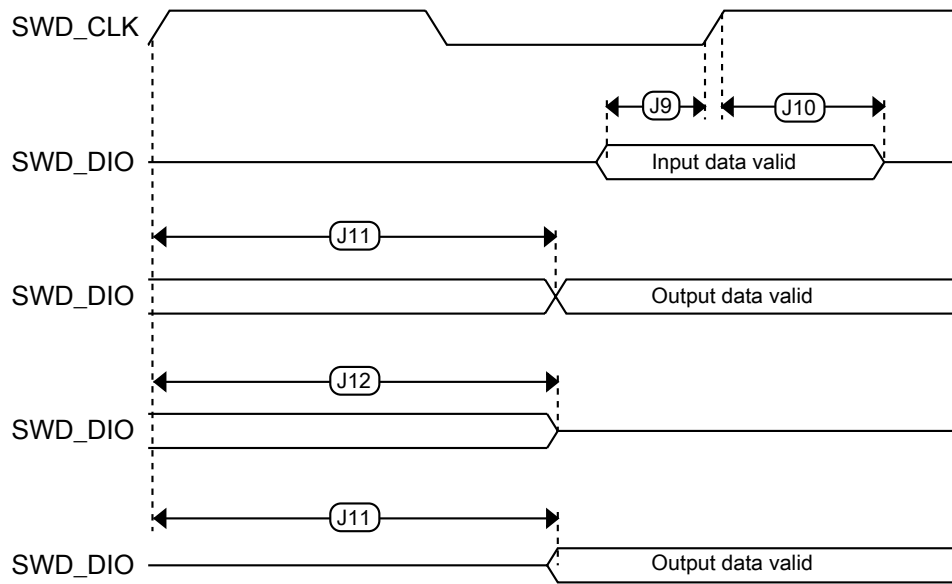 SWD_CLK
J9
J10
SWD_DIO
Input data valid
J11
SWD_DIO
Output data valid
J12
SWD_DIO
J11
SWD_DIO
Output data valid